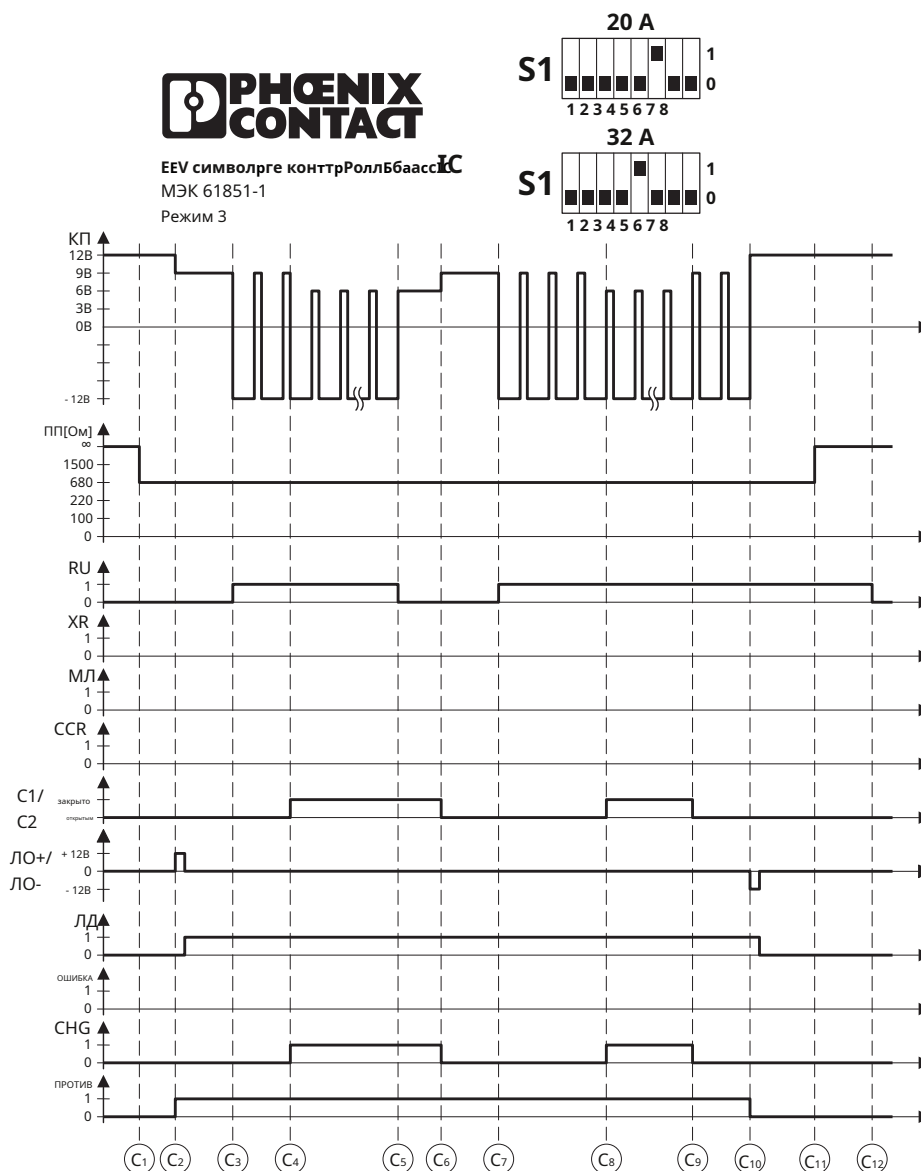 20 A
S1
1
0
1 2 3 4 5 6 7 8
PHŒNIX
CONTACT
32 A
S1
1
0
1 2 3 4 5 6 7 8
EEV символрге конттрРоллБбаассIC
МЭК 61851-1
Режим 3
КП
12В
9В
6В
3В
0В
- 12В
ПП[Ом]
∞
1500
680
220
100
0
RU
1
0
XR
1
0
МЛ
1
0
CCR
1
0
C1/
C2
закрыто
открытым
ЛО+/
ЛО-
+ 12В
0
- 12В
ЛД
1
0
ОШИБКА
1
0
CHG
1
0
ПРОТИВ
1
0
C1 C2 C3 C4 C5 C6 C7 C8 C9 C10 C11 C12